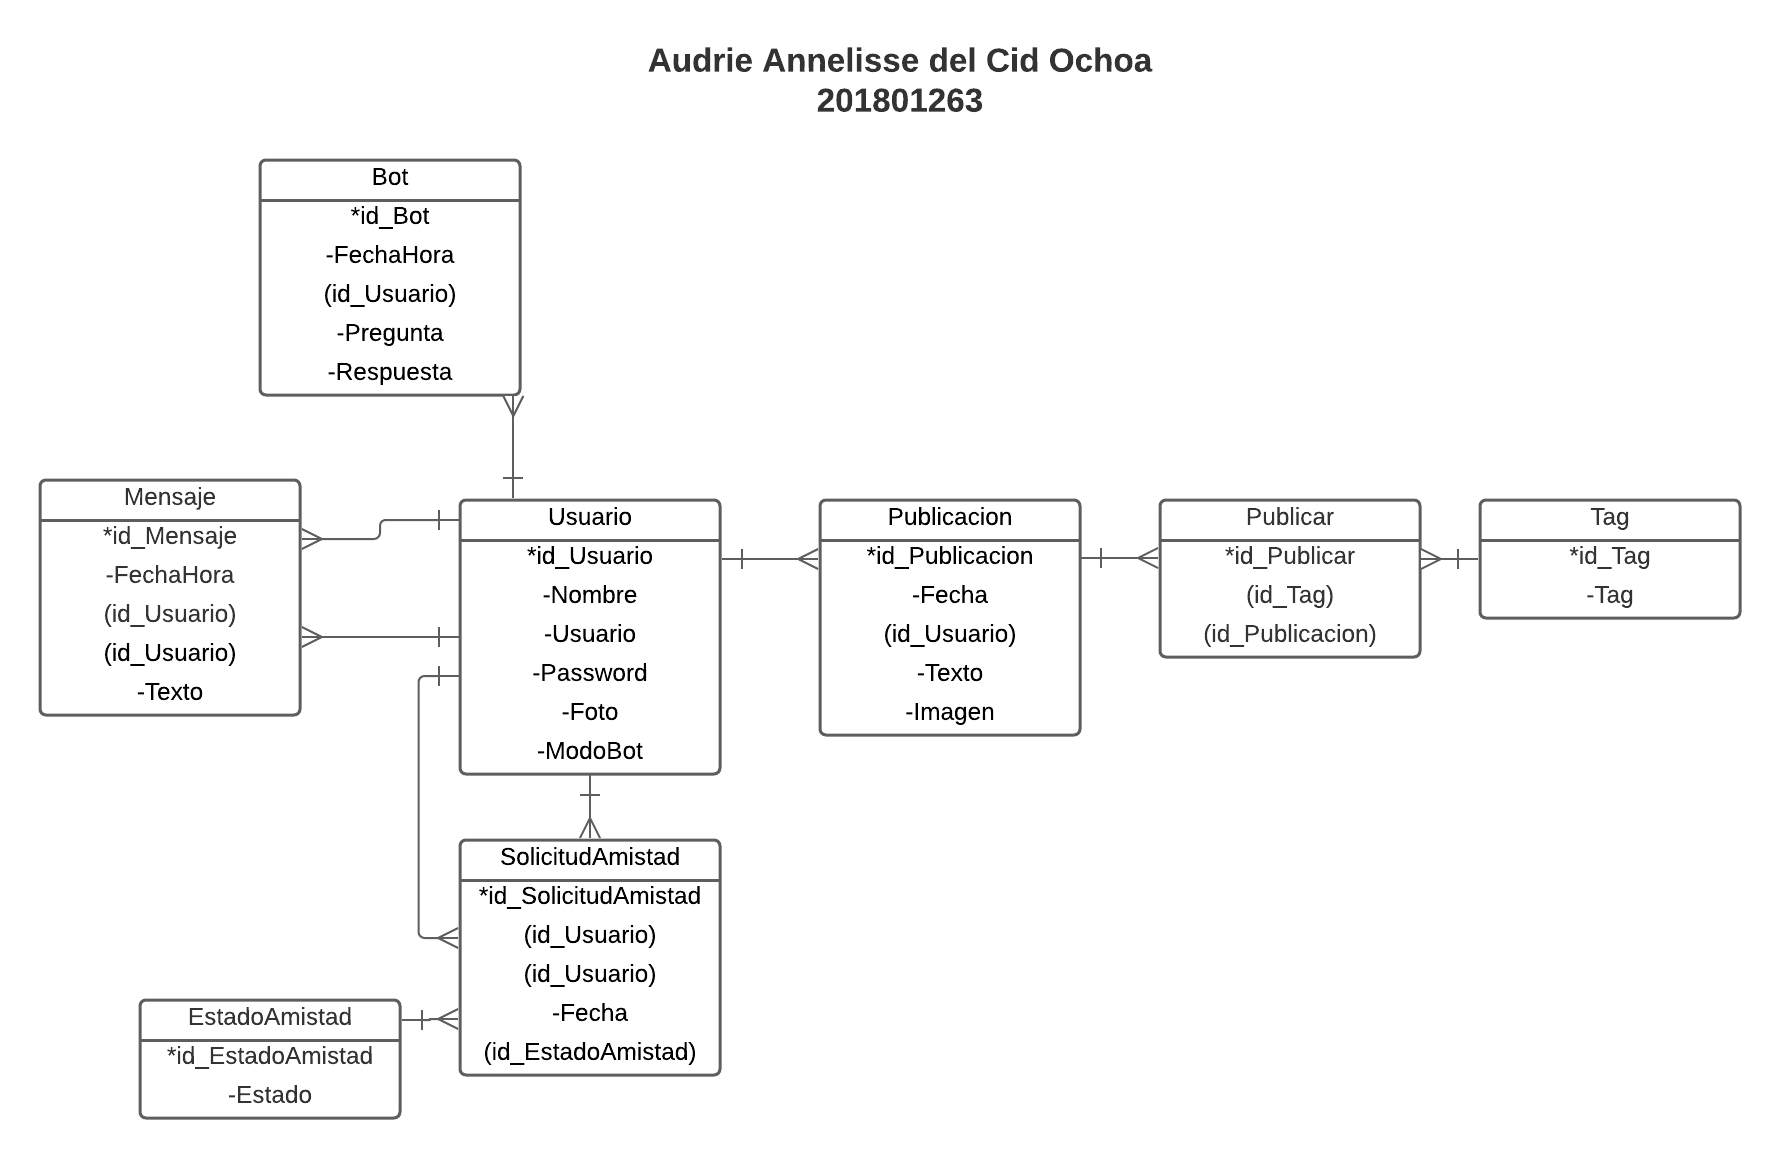 Audrie Annelisse del Cid Ochoa
201801263
Bot
*id_Bot
-FechaHora
(id_Usuario)
-Pregunta
-Respuesta
Mensaje
*id_Mensaje
-FechaHora
(id_Usuario)
(id_Usuario)
-Texto
Usuario
*id_Usuario
-Nombre
-Usuario
-Password
-Foto
-ModoBot
Publicacion
*id_Publicacion
-Fecha
(id_Usuario)
-Texto
-Imagen
Publicar
*id_Publicar
(id_Tag)
(id_Publicacion)
Tag
*id_Tag
-Tag
SolicitudAmistad
*id_SolicitudAmistad
(id_Usuario)
(id_Usuario)
-Fecha
(id_EstadoAmistad)
EstadoAmistad
*id_EstadoAmistad
-Estado